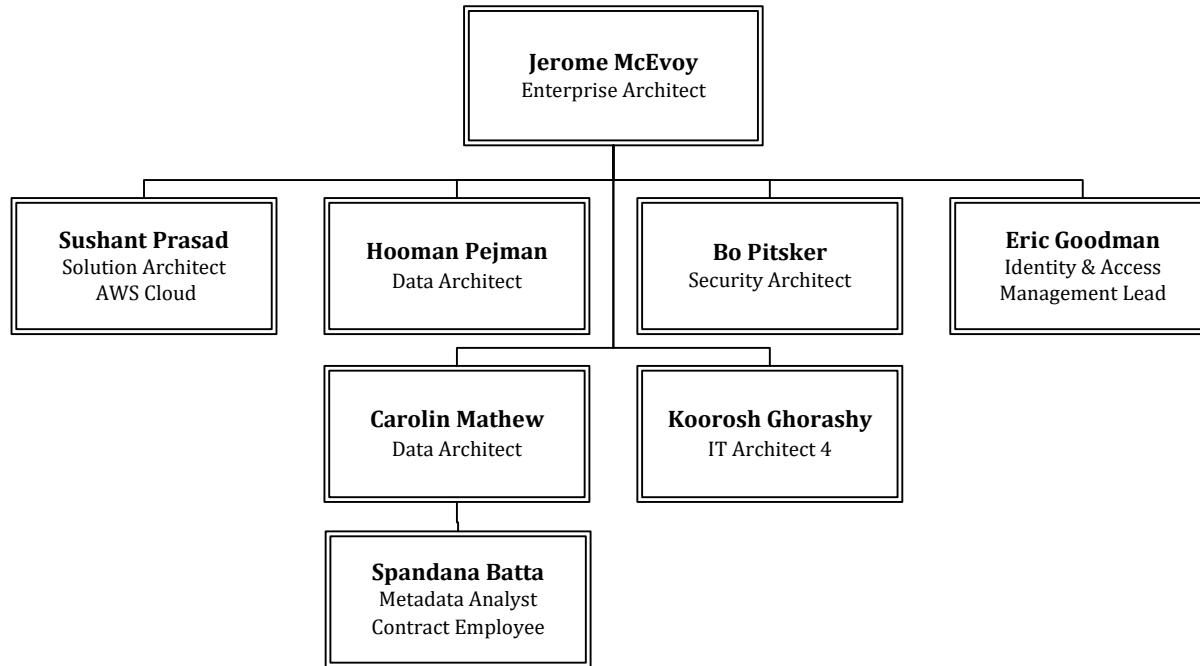 Jerome McEvoy
Enterprise Architect
Sushant Prasad
Solution Architect
AWS Cloud
Hooman Pejman
Data Architect
Bo Pitsker
Security Architect
Eric Goodman
Identity & Access
Management Lead
Carolin Mathew
Data Architect
Koorosh Ghorashy
IT Architect 4
Spandana Batta
Metadata Analyst
Contract Employee